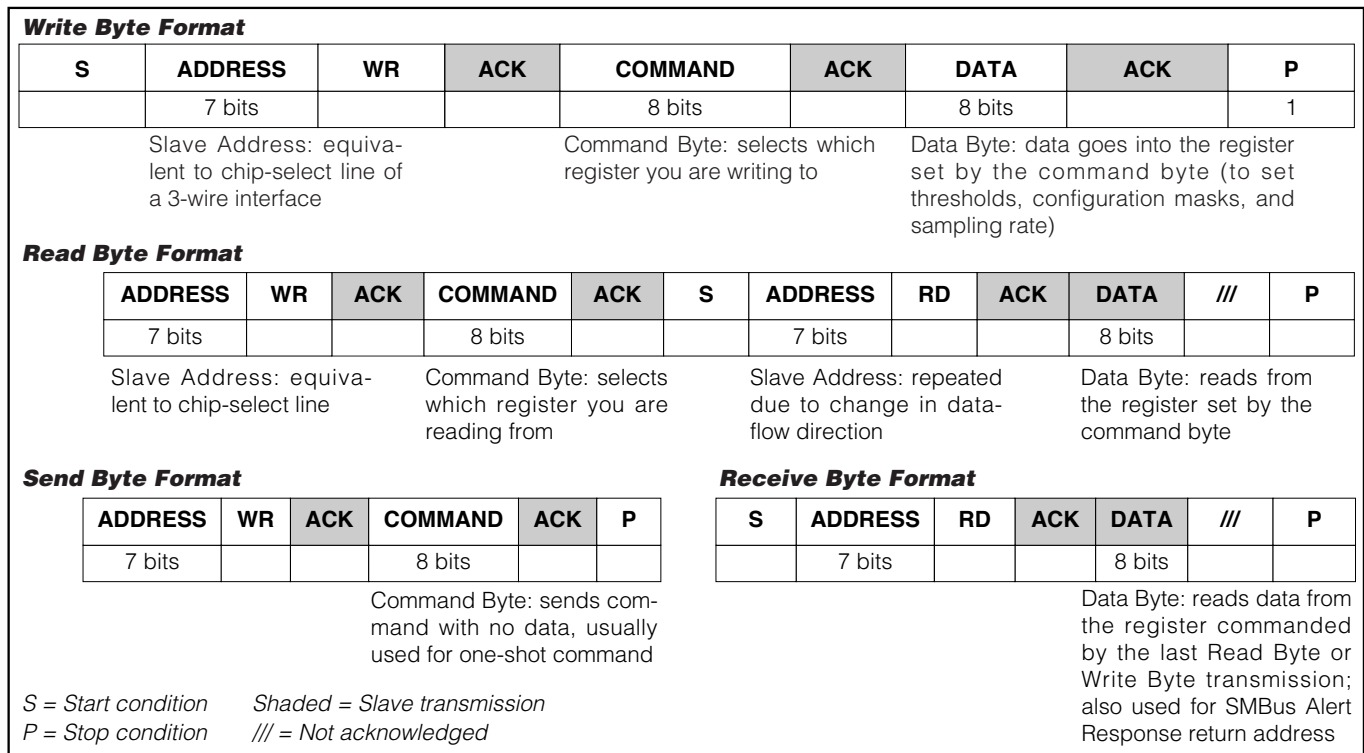 Write Byte Format
S ADDRESS WR ACK COMMAND ACK DATA ACK P
7 bits 8 bits 8 bits 1
Slave Address: equiva-
lent to chip-select line of
a 3-wire interface
Command Byte: selects which
register you are writing to
Data Byte: data goes into the register
set by the command byte (to set
thresholds, configuration masks, and
sampling rate)
Read Byte Format
ADDRESS WR ACK COMMAND ACK S ADDRESS RD ACK DATA /// P
7 bits 8 bits 7 bits 8 bits
Slave Address: equiva-
lent to chip-select line
Command Byte: selects
which register you are
reading from
Slave Address: repeated
due to change in data-
flow direction
Data Byte: reads from
the register set by the
command byte
Send Byte Format
ADDRESS WR ACK COMMAND ACK P
7 bits 8 bits
Command Byte: sends com-
mand with no data, usually
used for one-shot command
Receive Byte Format
S ADDRESS RD ACK DATA /// P
7 bits 8 bits
Data Byte: reads data from
the register commanded
by the last Read Byte or
Write Byte transmission;
also used for SMBus Alert
Response return address
S = Start condition Shaded = Slave transmission
P = Stop condition /// = Not acknowledged